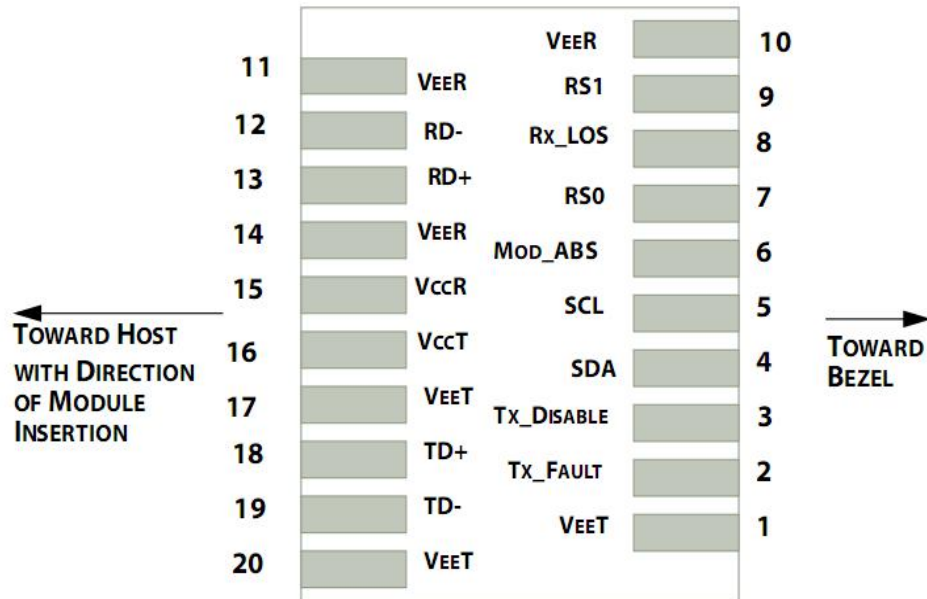 VEER 10
11 VEER
RS1 9
12 RD-
RX_LOS 8
13 RD+
RS0 7
14 VEER
MOD_ABS 6
15 VCCR
SCL 5
TOWARD HOST
WITH DIRECTION
OF MODULE
INSERTION
16 VCCT
SDA 4
TOWARD
BEZEL
17 VEET
TX_DISABLE 3
18 TD+
TX_FAULT 2
19 TD-
VEET 1
20 VEET